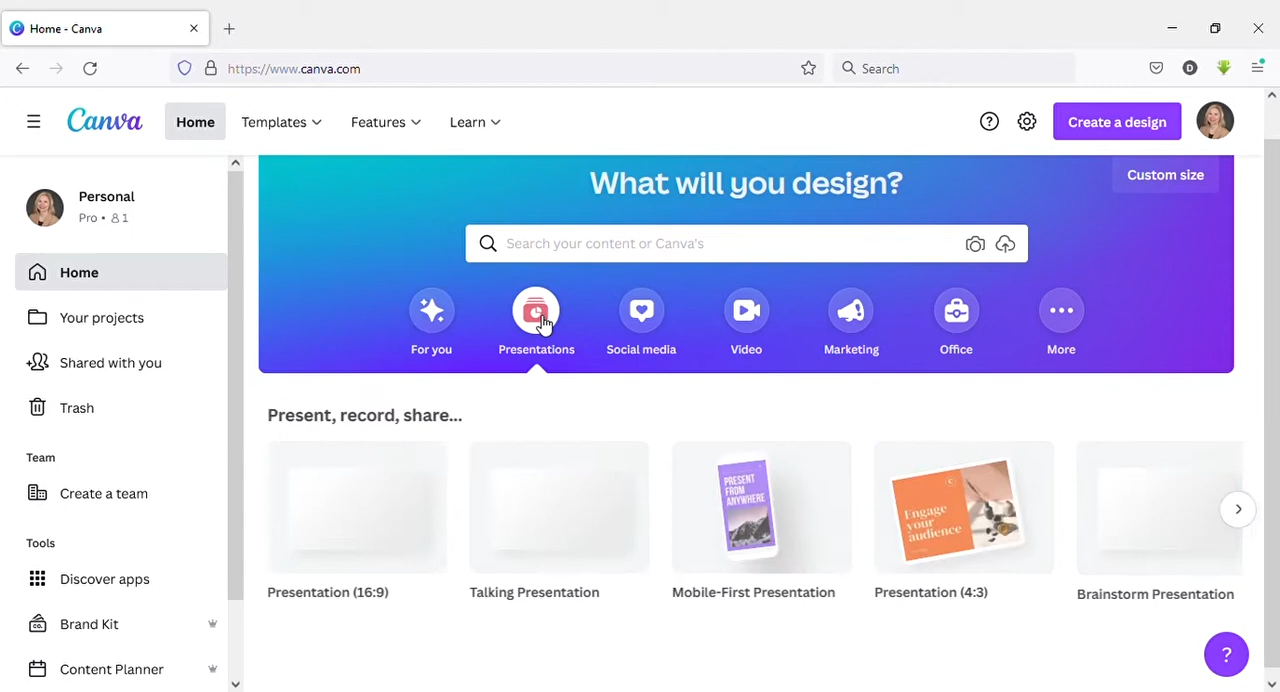 Home - Canva
https://www.canva.com
Search
D
Canva
Home
Templates
Features
Learn
Create a design
Personal
Pro • 1
Home
Your projects
Shared with you
Trash
Team
Create a team
Tools
Discover apps
Brand Kit
Content Planner
What will you design?
Custom size
Search your content or Canva's
For you
Presentations
Social media
Video
Marketing
Office
More
Present, record, share...
PRESENT
FROM
ANYWHERE
Engage
your
audience
Presentation (16:9)
Talking Presentation
Mobile-First Presentation
Presentation (4:3)
Brainstorm Presentation
?